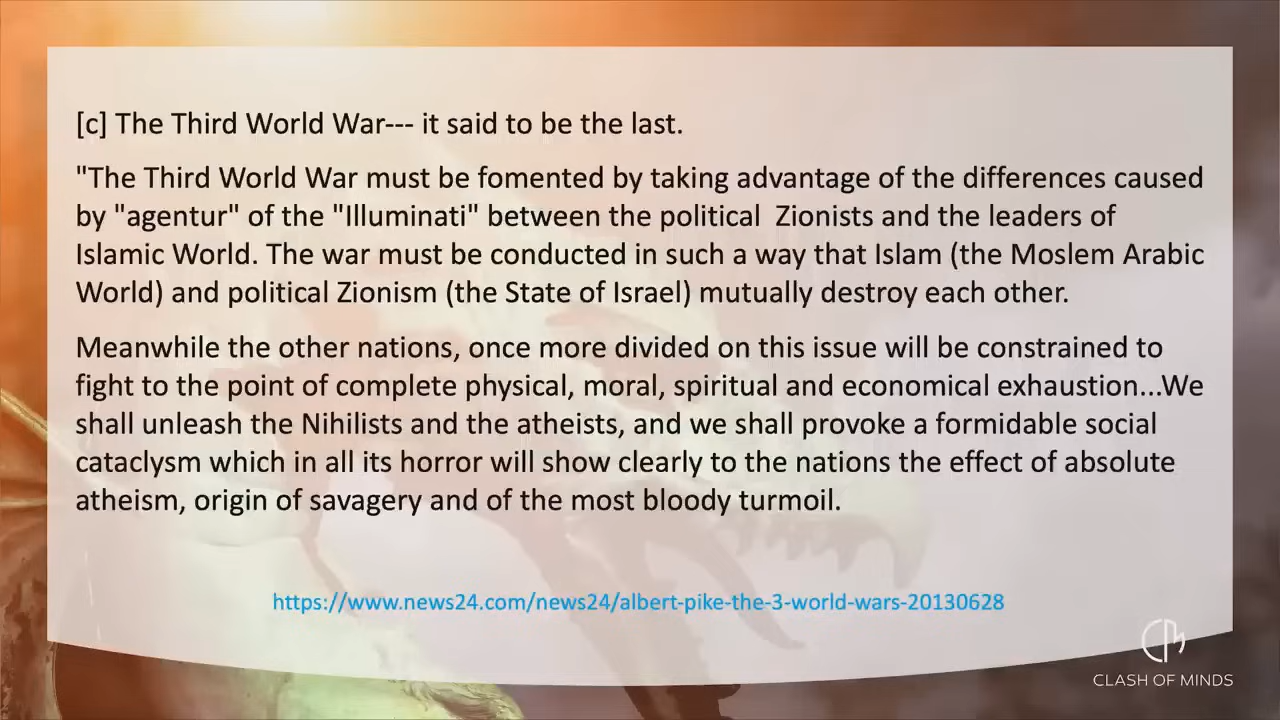 [c] The Third World War--- it said to be the last.
"The Third World War must be fomented by taking advantage of the differences caused
by "agentur" of the "Illuminati" between the political  Zionists and the leaders of
Islamic World. The war must be conducted in such a way that Islam (the Moslem Arabic
World) and political Zionism (the State of Israel) mutually destroy each other.
Meanwhile the other nations, once more divided on this issue will be constrained to
fight to the point of complete physical, moral, spiritual and economical exhaustion...We
shall unleash the Nihilists and the atheists, and we shall provoke a formidable social
cataclysm which in all its horror will show clearly to the nations the effect of absolute
atheism, origin of savagery and of the most bloody turmoil.
https://www.news24.com/news24/albert-pike-the-3-world-wars-20130628
CLASH OF MINDS